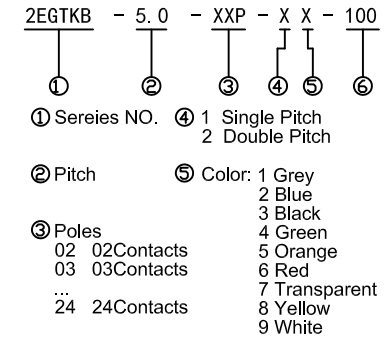 2EGTKB - 5.0 - XXP - X X - 100
① ② ③ ④ ⑤ ⑥
① Sereies NO.
④ 1 Single Pitch
2 Double Pitch
② Pitch
③ Poles
02 02Contacts
03 03Contacts
...
24 24Contacts
⑤ Color: 1 Grey
2 Blue
3 Black
4 Green
5 Orange
6 Red
7 Transparent
8 Yellow
9 White